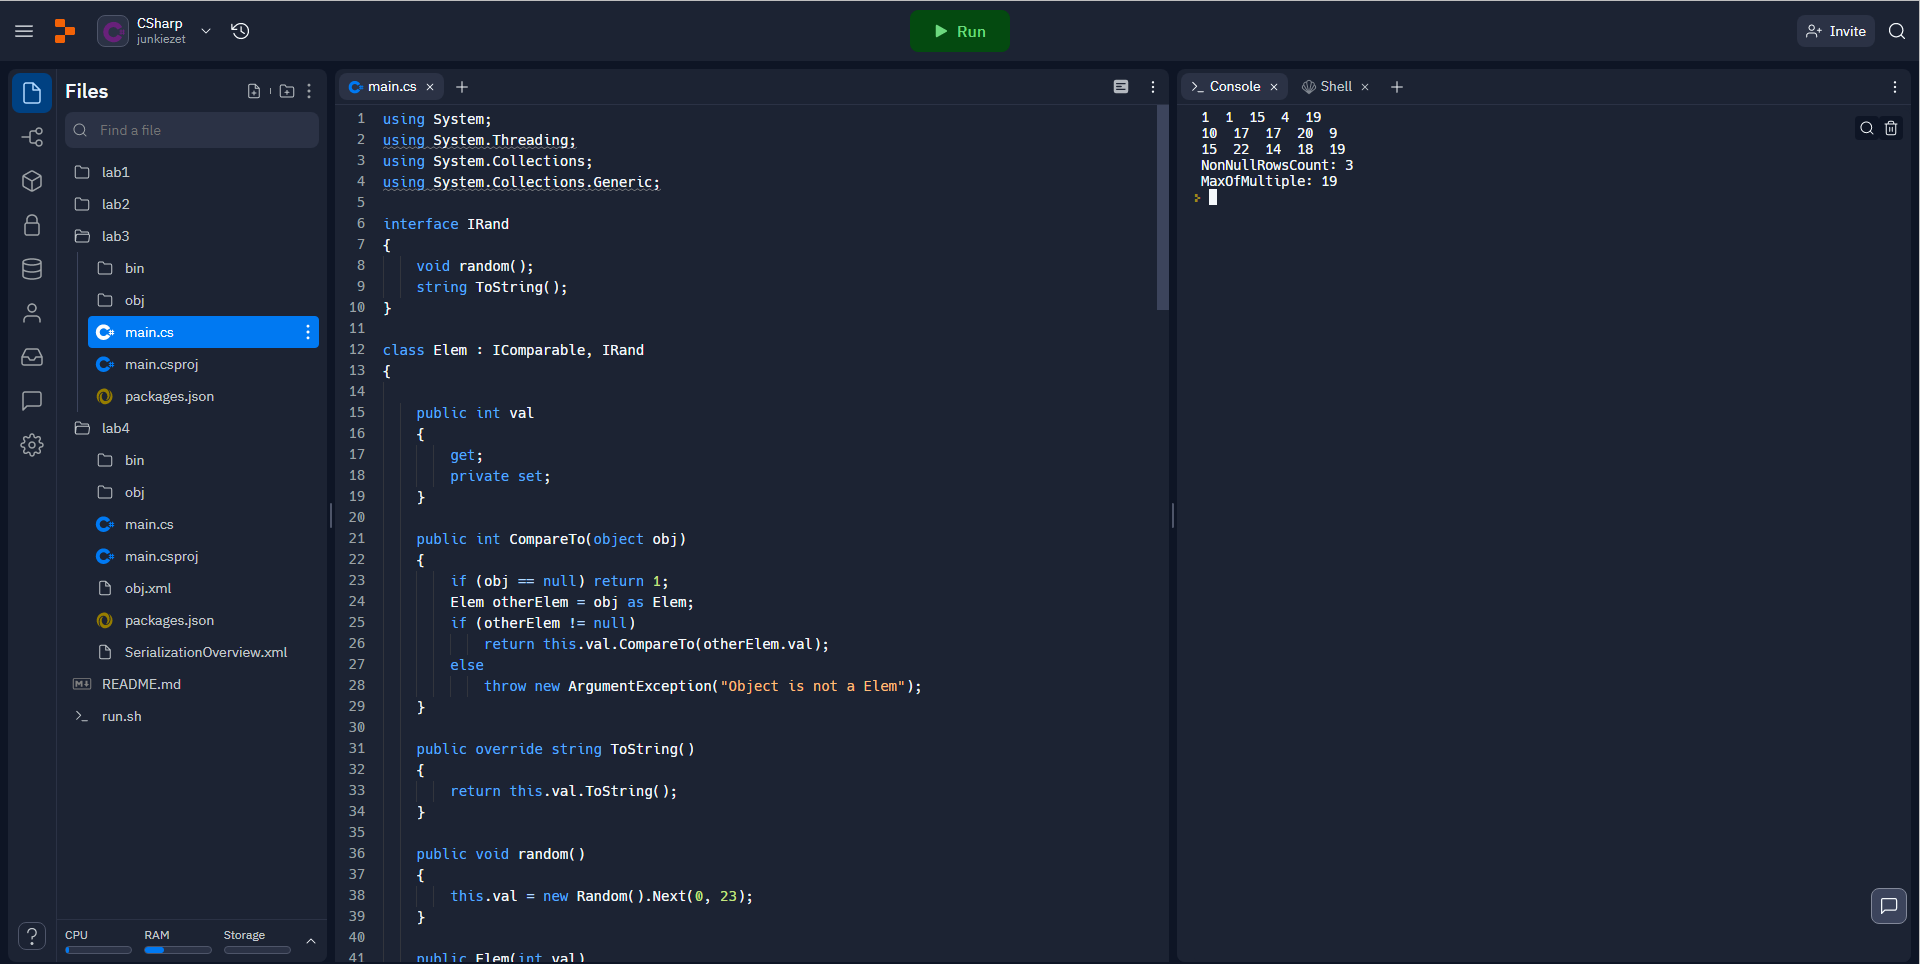 CSharp
junkiezet
Run
Invite
Files
Find a file
lab1
lab2
lab3
bin
obj
main.cs
main.csproj
packages.json
lab4
bin
obj
main.cs
main.csproj
obj.xml
packages.json
SerializationOverview.xml
README.md
run.sh
CPU RAM Storage
main.cs
1 using System;
2 using System.Threading;
3 using System.Collections;
4 using System.Collections.Generic;
5
6 interface IRand
7 {
8 void random();
9 string ToString();
10 }
11
12 class Elem : IComparable, IRand
13 {
14
15 public int val
16 {
17 get;
18 private set;
19 }
20
21 public int CompareTo(object obj)
22 {
23 if (obj == null) return 1;
24 Elem otherElem = obj as Elem;
25 if (otherElem != null)
26 return this.val.CompareTo(otherElem.val);
27 else
28 throw new ArgumentException("Object is not a Elem");
29 }
30
31 public override string ToString()
32 {
33 return this.val.ToString();
34 }
35
36 public void random()
37 {
38 this.val = new Random().Next(0, 23);
39 }
40
41 public Elem(int val)
Console Shell
1 1 15 4 19
10 17 17 20 9
15 22 14 18 19
NonNullRowsCount: 3
MaxOfMultiple: 19